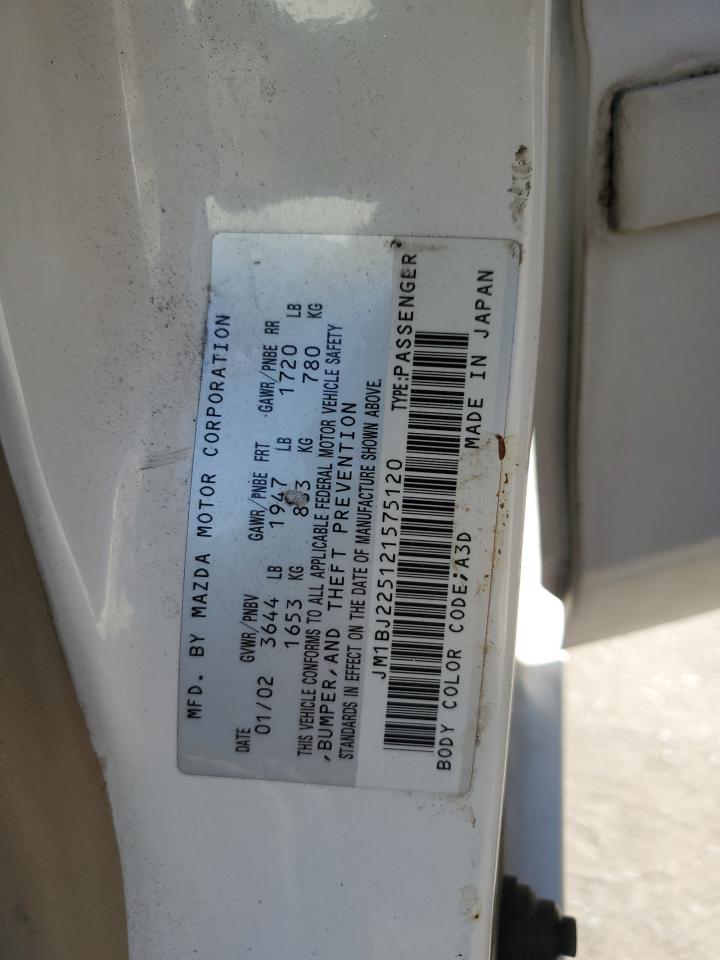 MFD. BY MAZDA MOTOR CORPORATION
DATE GVWR/PNBV GAWR/PNBE FRT GAWR/PNBE RR
01/02 3644 LB 1947 LB 1720 LB
1653 KG KG 780 KG
THIS VEHICLE CONFORMS TO ALL APPLICABLE FEDERAL MOTOR VEHICLE SAFETY
,BUMPER, AND THEFT PREVENTION
STANDARDS IN EFFECT ON THE DATE OF MANUFACTURE SHOWN ABOVE.
JM1BJ225121575120 TYPE:PASSENGER
BODY COLOR CODE;A3D MADE IN JAPAN